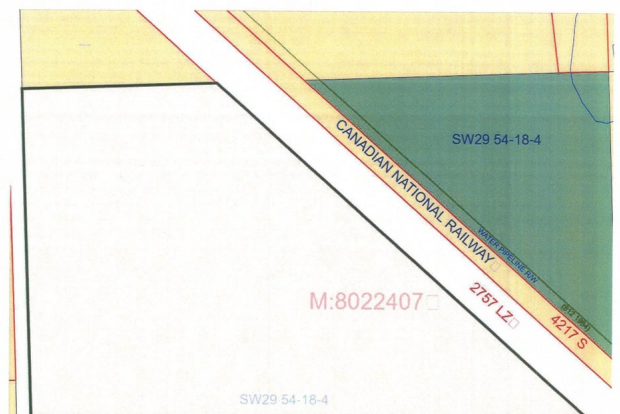 SW29 54-18-4
CANADIAN NATIONAL RAILWAY
WATER PIPELINE R/W
M:8022407
2757 LZ
4217 S
SW29 54-18-4